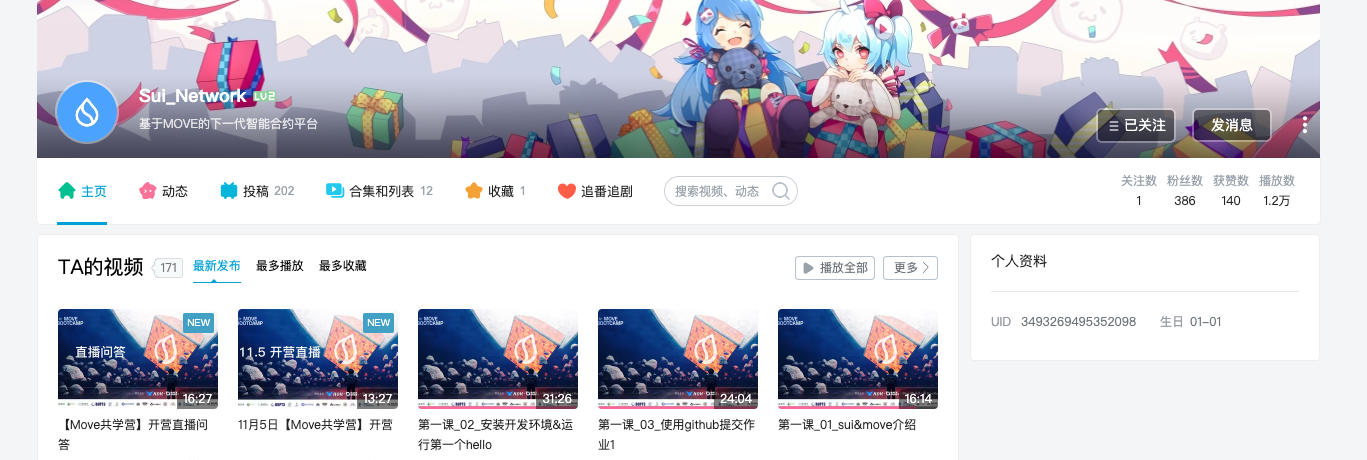 Sui_Network LV2
基于MOVE的下一代智能合约平台
已关注
发消息
主页
动态
投稿 202
合集和列表 12
收藏 1
追番追剧
搜索视频、动态
关注数 粉丝数 获赞数 播放数
1 386 140 1.2万
TA的视频 171
最新发布 最多播放 最多收藏
播放全部
更多
MOVE
BOOTCAMP
NEW
直播问答
16:27
【Move共学营】开营直播问
答
MOVE
BOOTCAMP
NEW
11.5 开营直播
13:27
11月5日【Move共学营】开营
MOVE
BOOTCAMP
31:26
第一课_02_安装开发环境&运
行第一个hello
MOVE
BOOTCAMP
24:04
第一课_03_使用github提交作
业1
MOVE
BOOTCAMP
16:14
第一课_01_sui&move介绍
个人资料
UID 3493269495352098 生日 01-01